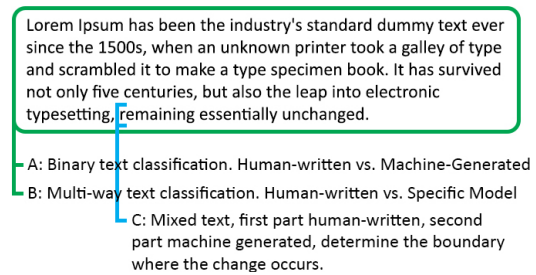 Lorem Ipsum has been the industry's standard dummy text ever
since the 1500s, when an unknown printer took a galley of type
and scrambled it to make a type specimen book. It has survived
not only five centuries, but also the leap into electronic
typesetting, remaining essentially unchanged.
A: Binary text classification. Human-written vs. Machine-Generated
B: Multi-way text classification. Human-written vs. Specific Model
C: Mixed text, first part human-written, second
part machine generated, determine the boundary
where the change occurs.